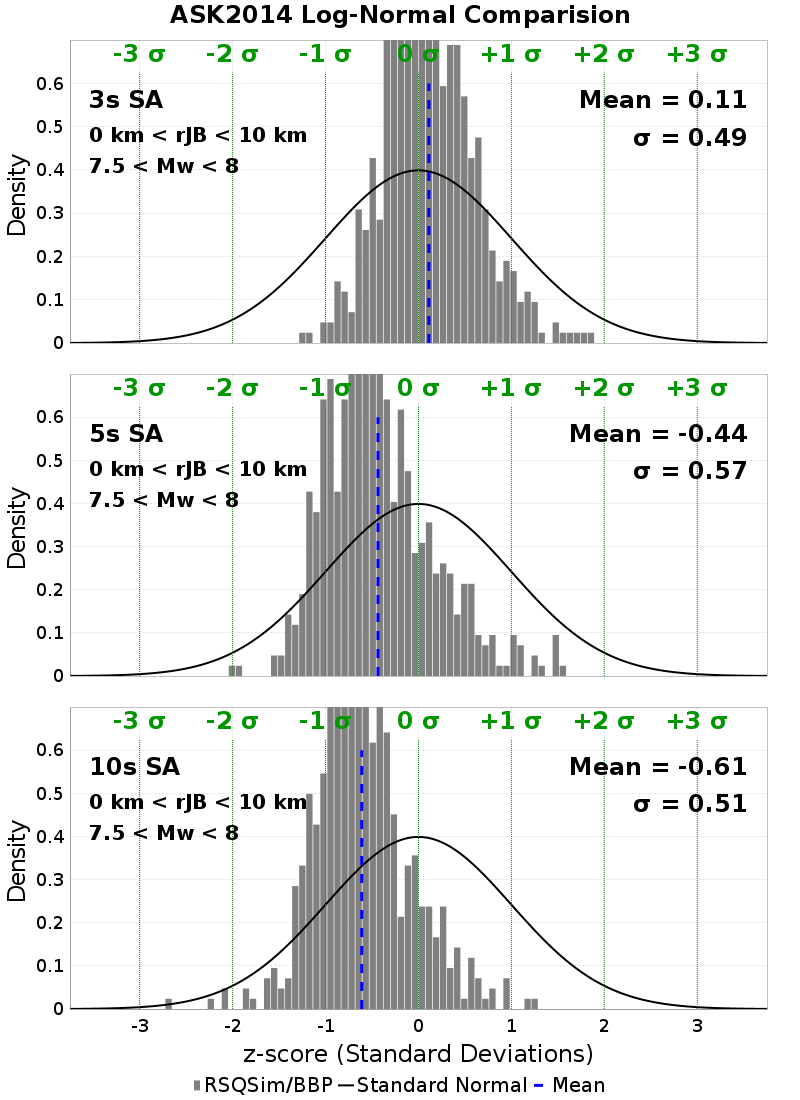 ASK2014 Log-Normal Comparision
-3 σ -2 σ -1 σ 0 σ +1 σ +2 σ +3 σ
3s SA
Mean = 0.11
0 km < rJB < 10 km
σ = 0.49
7.5 < Mw < 8
Density
0.6
0.5
0.4
0.3
0.2
0.1
0
-3 σ -2 σ -1 σ 0 σ +1 σ +2 σ +3 σ
5s SA
Mean = -0.44
0 km < rJB < 10 km
σ = 0.57
7.5 < Mw < 8
Density
0.6
0.5
0.4
0.3
0.2
0.1
0
-3 σ -2 σ -1 σ 0 σ +1 σ +2 σ +3 σ
10s SA
Mean = -0.61
0 km < rJB < 10 km
σ = 0.51
7.5 < Mw < 8
Density
0.6
0.5
0.4
0.3
0.2
0.1
0
-3 -2 -1 0 1 2 3
z-score (Standard Deviations)
RSQSim/BBP Standard Normal Mean